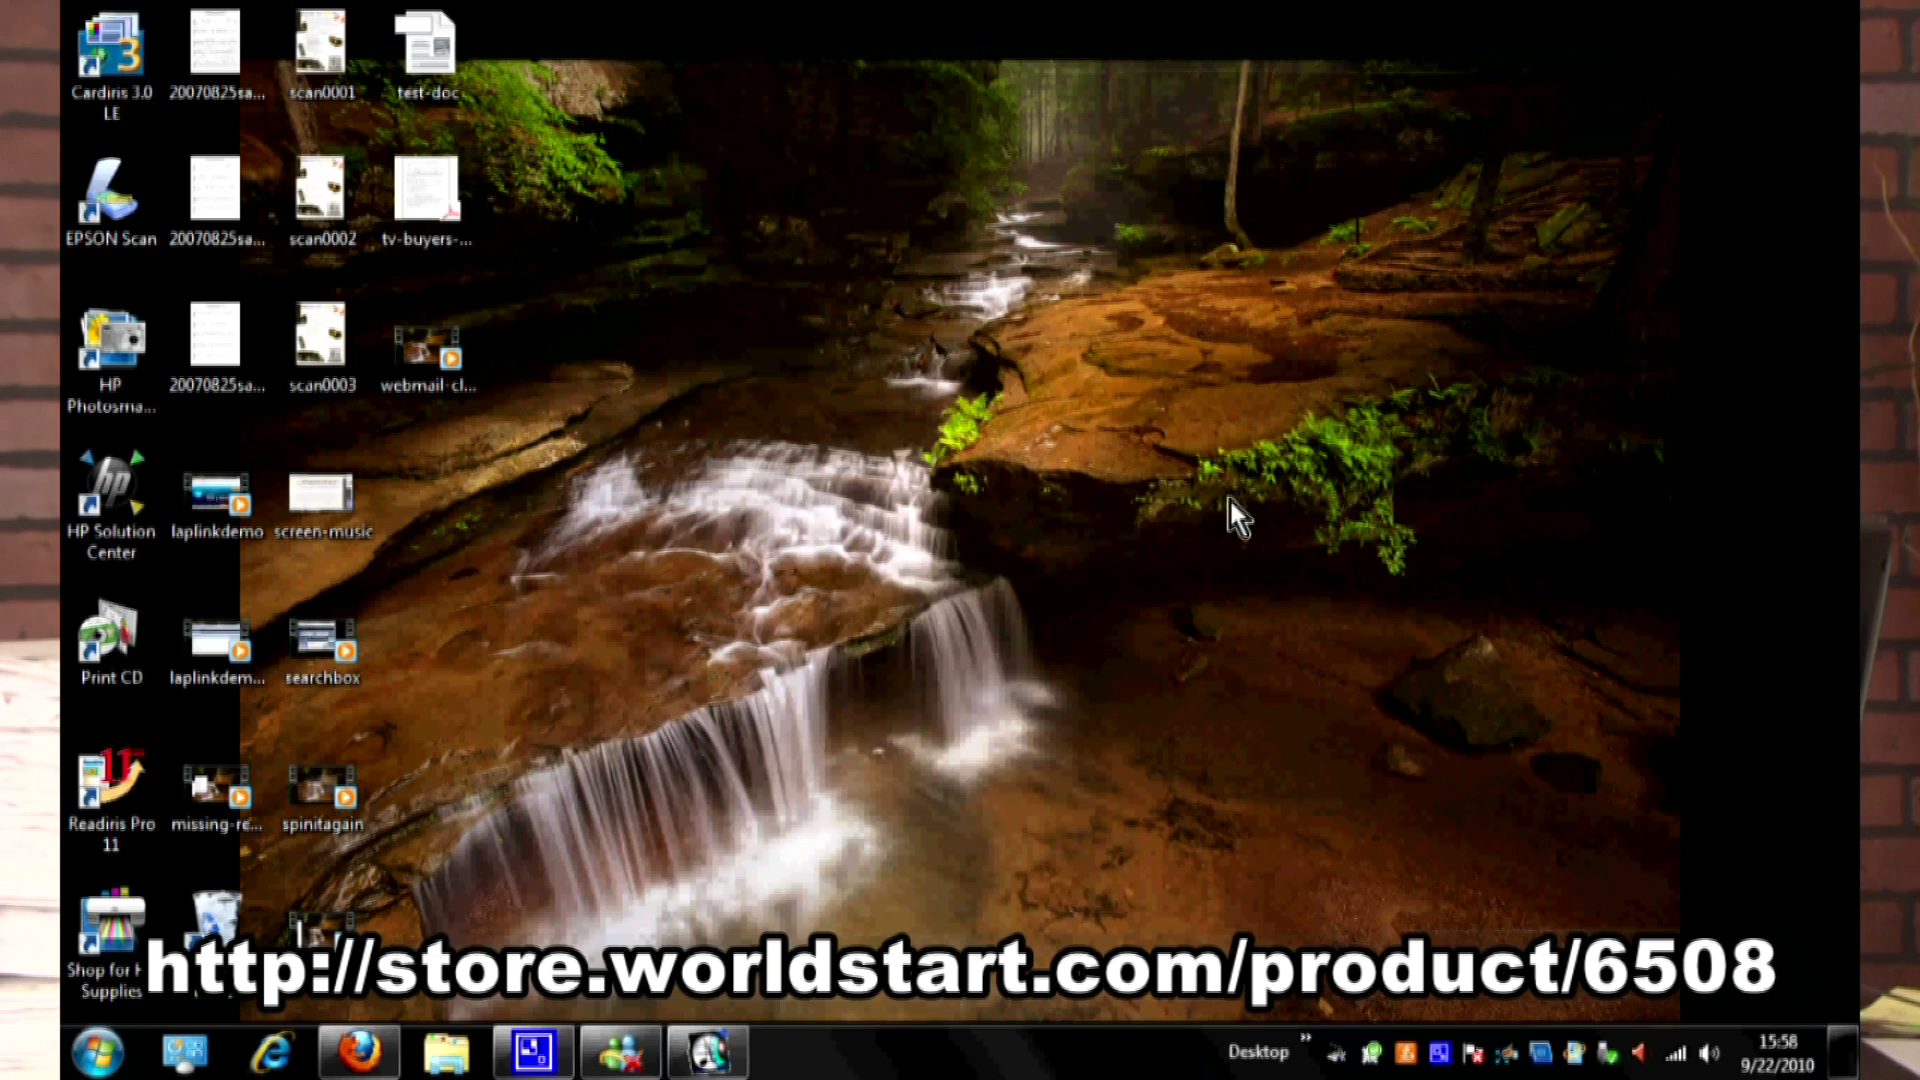 Cardiris 3.0
LE
20070825sa...
scan0001
test-doc
EPSON Scan
20070825sa...
scan0002
tv-buyers-...
HP
Photosma...
20070825sa...
scan0003
webmail-cl...
hp
HP Solution
Center
laplinkdemo
screen-music
Print CD
laplinkdem...
searchbox
Readiris Pro
11
missing-re...
spinitagain
Shop for H
Supplies
http://store.worldstart.com/product/6508
Desktop
15:58
9/22/2010